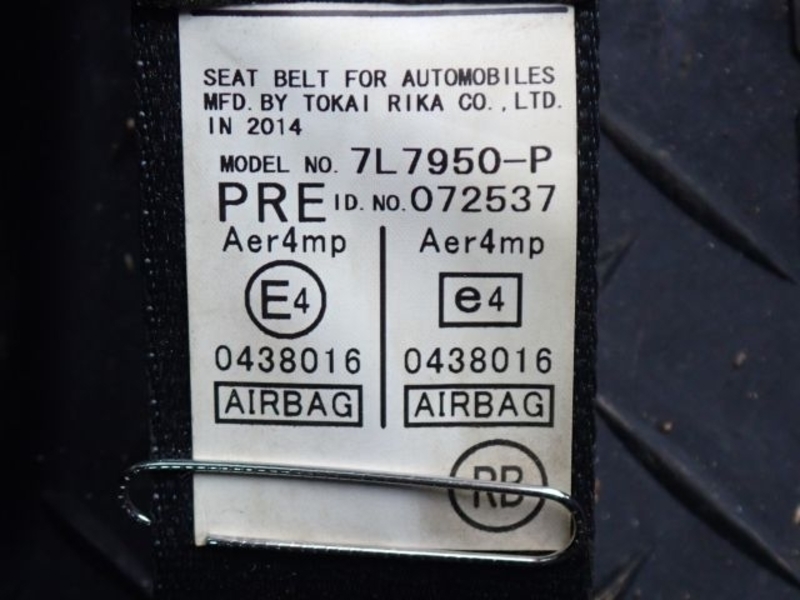 SEAT BELT FOR AUTOMOBILES
MFD. BY TOKAI RIKA CO., LTD.
IN 2014
MODEL NO. 7L7950-P
PRE ID. NO. 072537
Aer4mp Aer4mp
E4 e4
0438016 0438016
AIRBAG AIRBAG
RB